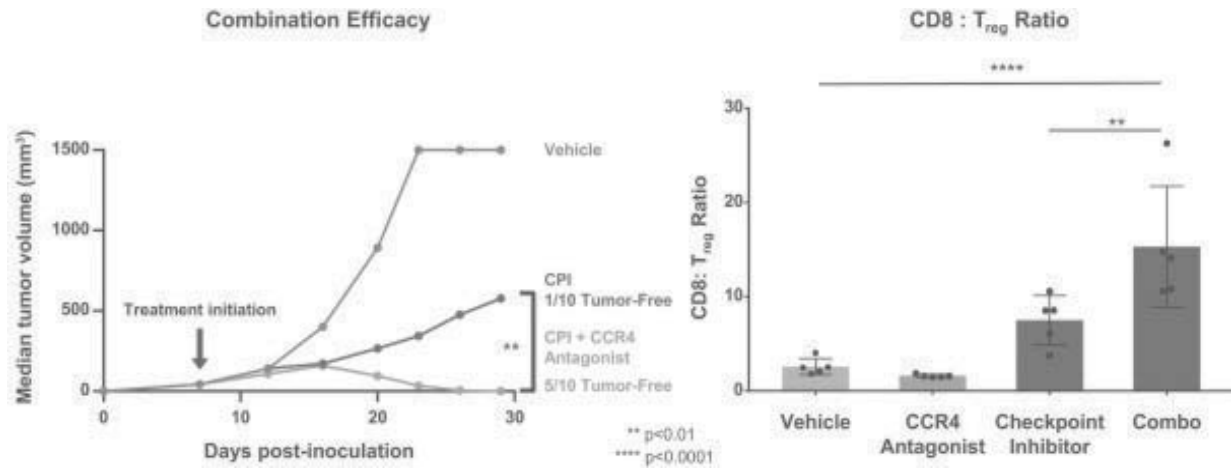 Combination Efficacy
Median tumor volume (mm³)
1500
1000
500
0
Treatment initiation
Vehicle
CPI
1/10 Tumor-Free
**
CPI + CCR4
Antagonist
5/10 Tumor-Free
0
10
20
30
Days post-inoculation
** p<0.01
**** p<0.0001
CD8 : Treg Ratio
****
**
CD8: Treg Ratio
30
20
10
0
Vehicle
CCR4
Antagonist
Checkpoint
Inhibitor
Combo